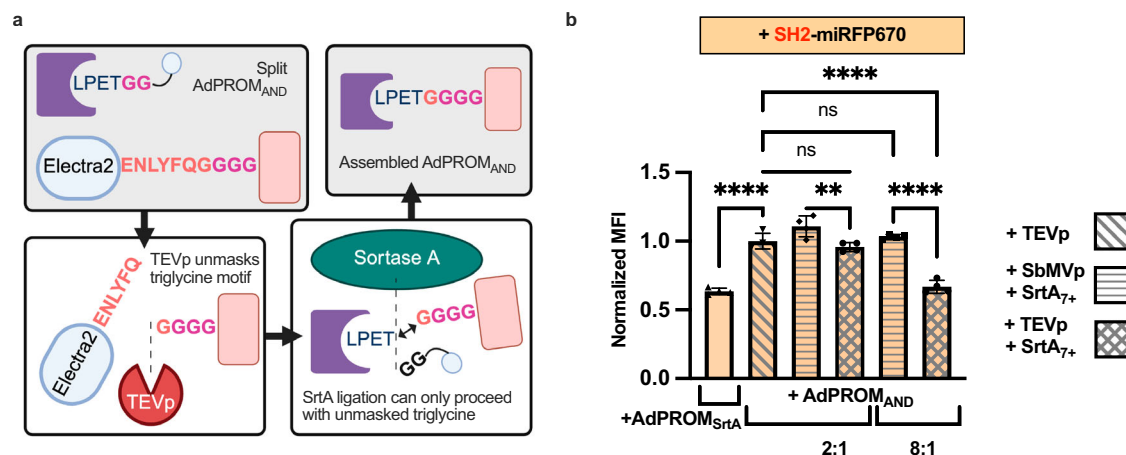 a
LPETGG
Split
AdPROMAND
Electra2
ENLYFQGGGG
LPETGGGG
Assembled AdPROMAND
TEVp unmasks
triglycine motif
ENLYFQ
Electra2
GGGG
TEVp
Sortase A
LPET
GGGG
GG
SrtA ligation can only proceed
with unmasked triglycine
b
+ SH2-miRFP670
****
ns
ns
****
**
****
Normalized MFI
1.5
1.0
0.5
0.0
+AdPROMSrtA
+ AdPROMAND
2:1
8:1
+ TEVp
+ SbMVp
+ SrtA7+
+ TEVp
+ SrtA7+